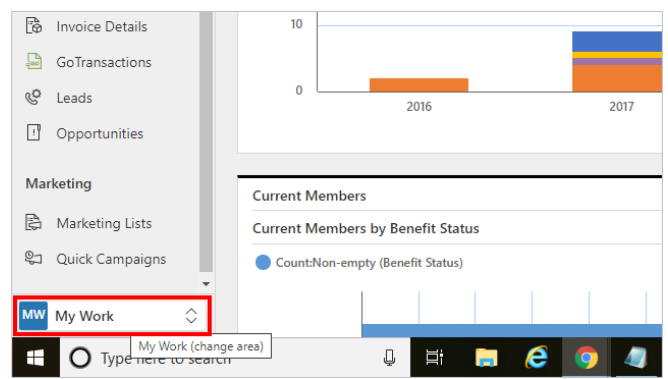 Invoice Details
GoTransactions
Leads
Opportunities
Marketing
Marketing Lists
Quick Campaigns
MW My Work
My Work (change area)
10
0
2016 2017
Current Members
Current Members by Benefit Status
Count:Non-empty (Benefit Status)
Type here to search